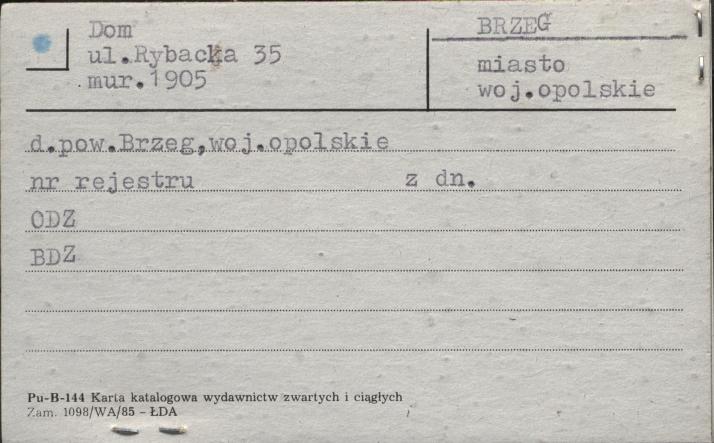 Dom
ul.Rybacka 35
mur.1905
BRZEG
miasto
woj.opolskie
d.pow.Brzeg,woj.opolskie
nr rejestru z dn.
ODZ
BDZ
Pu-B-144 Karta katalogowa wydawnictw zwartych i ciągłych
Zam. 1098/WA/85 - ŁDA